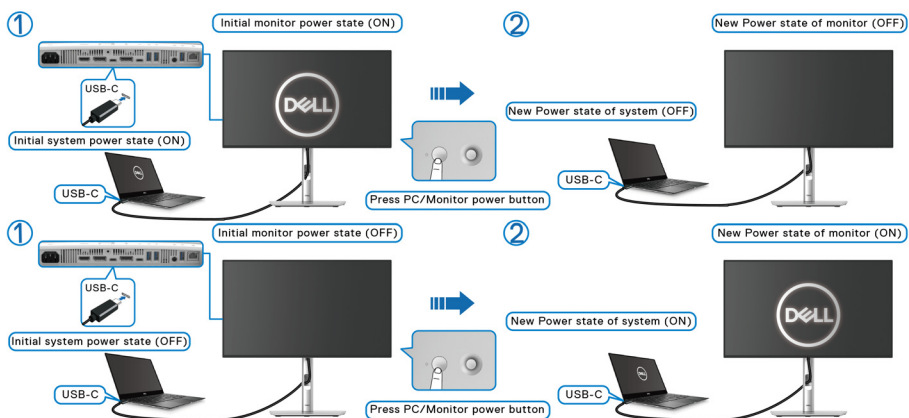 1
Initial monitor power state (ON)
USB-C
Initial system power state (ON)
DELL
DELL
USB-C
Press PC/Monitor power button
2
New Power state of monitor (OFF)
New Power state of system (OFF)
USB-C
1
Initial monitor power state (OFF)
USB-C
Initial system power state (OFF)
USB-C
Press PC/Monitor power button
2
New Power state of monitor (ON)
New Power state of system (ON)
DELL
DELL
USB-C